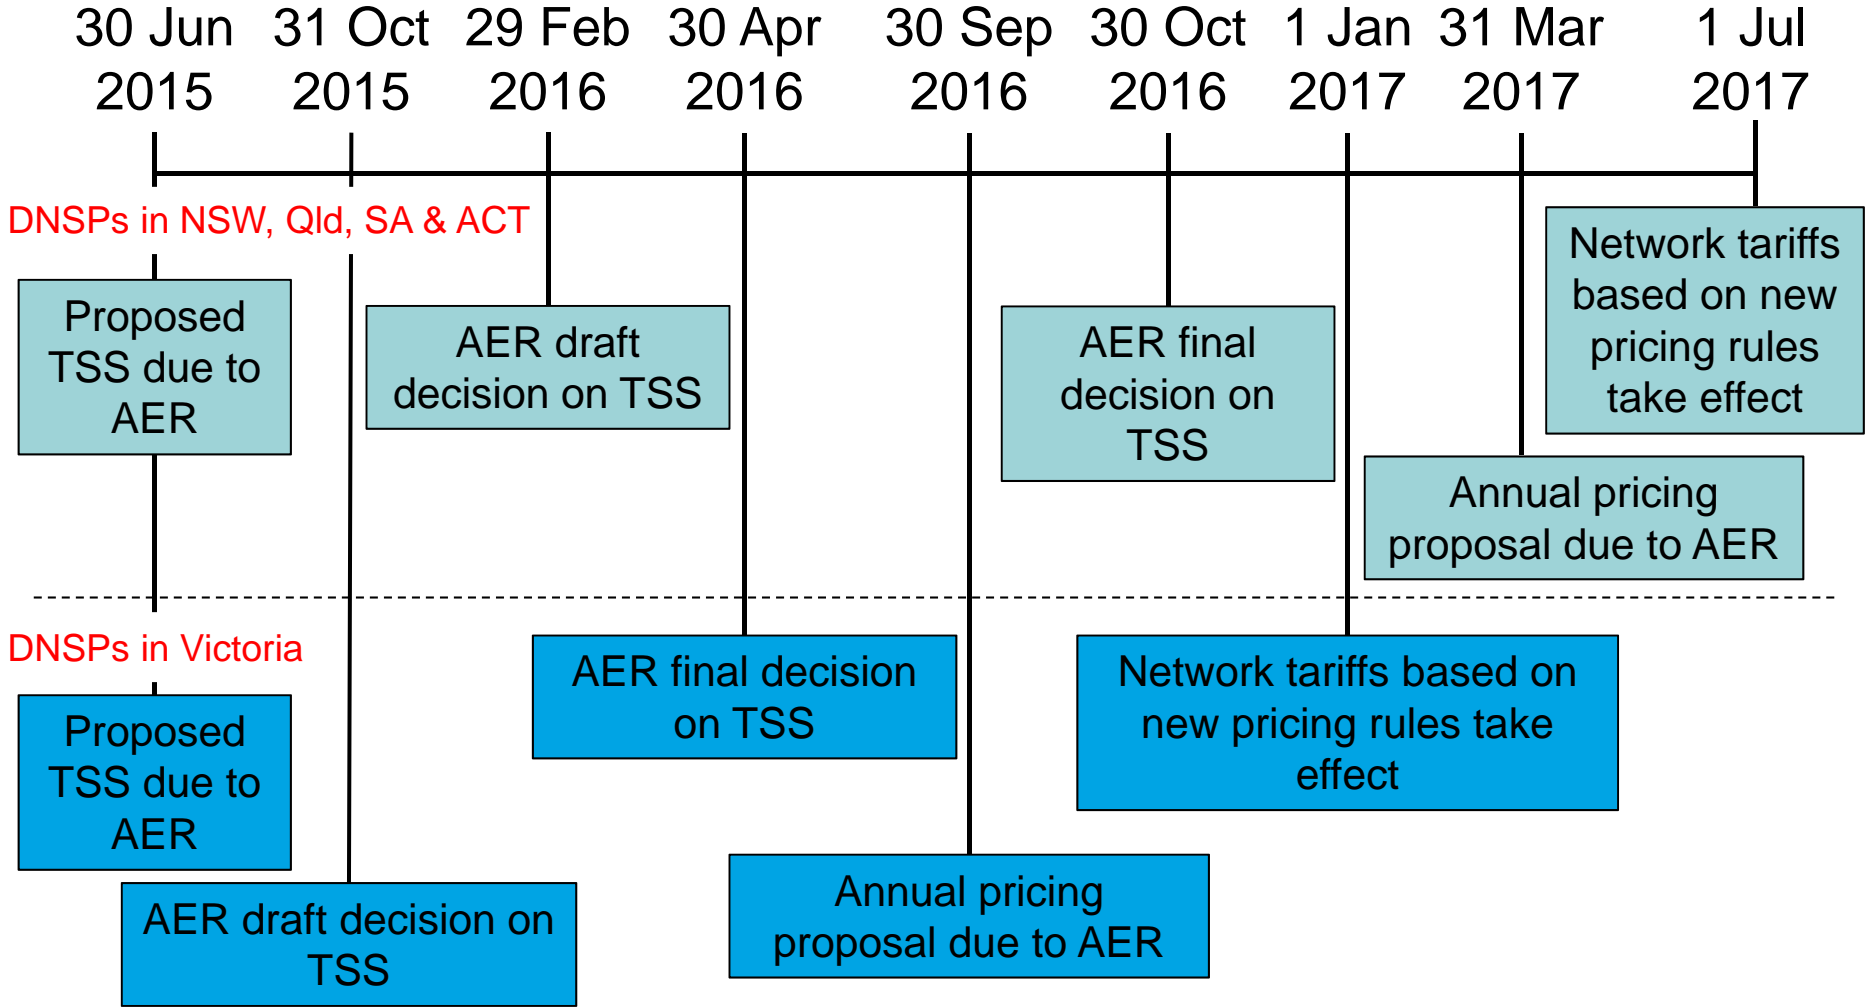 30 Jun 31 Oct 29 Feb 30 Apr 30 Sep 30 Oct 1 Jan 31 Mar 1 Jul
2015 2015 2016 2016 2016 2016 2017 2017 2017
DNSPs in NSW, Qld, SA & ACT
Proposed
TSS due to
AER
AER draft
decision on TSS
AER final
decision on
TSS
Network tariffs
based on new
pricing rules
take effect
Annual pricing
proposal due to AER
DNSPs in Victoria
Proposed
TSS due to
AER
AER draft decision on
TSS
AER final decision
on TSS
Annual pricing
proposal due to AER
Network tariffs based on
new pricing rules take
effect